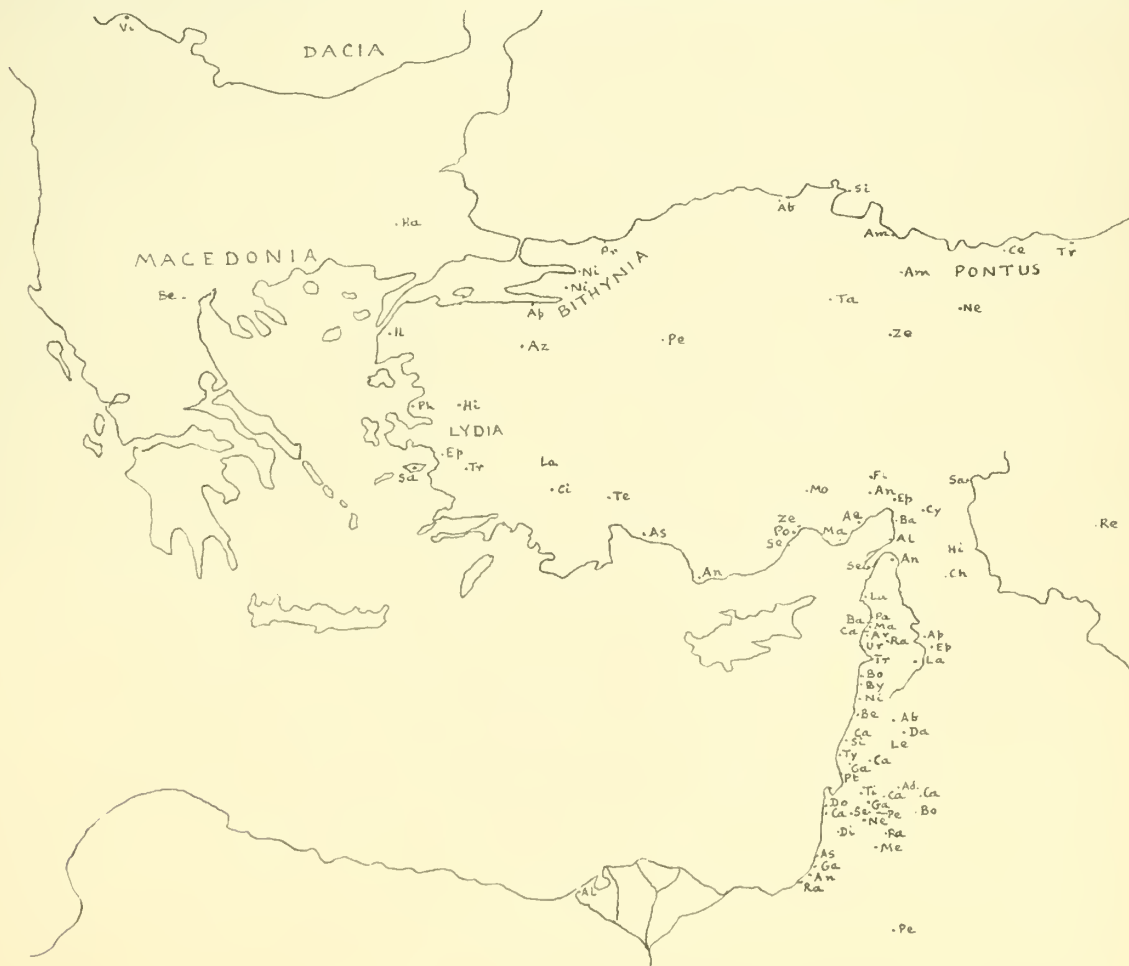 Vi
DACIA
Si
Ab
Ha
Am
Pr
Ce
Tr
MACEDONIA
Ni
Am
PONTUS
Ni
BITHYNIA
Be
Ta
Ap
Ne
IL
Ze
Az
Pe
Ph
Hi
LYDIA
Ep
La
Tr
Sa
Fi
Sa
Ci
Mo
An
Te
Ep
Cy
Ze
Ae
Ba
Re
Po
As
Ma
AL
Se
Hi
An
Se
An
Ch
Lu
Pa
Ba
Ma
Ca
Ar
Ra
Ap
Ur
Ep
Tr
La
Bo
By
Ni
Be
Ab
Ca
Da
Si
Le
Ty
Ca
Ga
Pt
Ad
Ti
Ca
Ca
Do
Ga
Ca
Se
Pe
Bo
Ne
Di
Ra
Me
As
Ga
An
Ra
AL
Pe